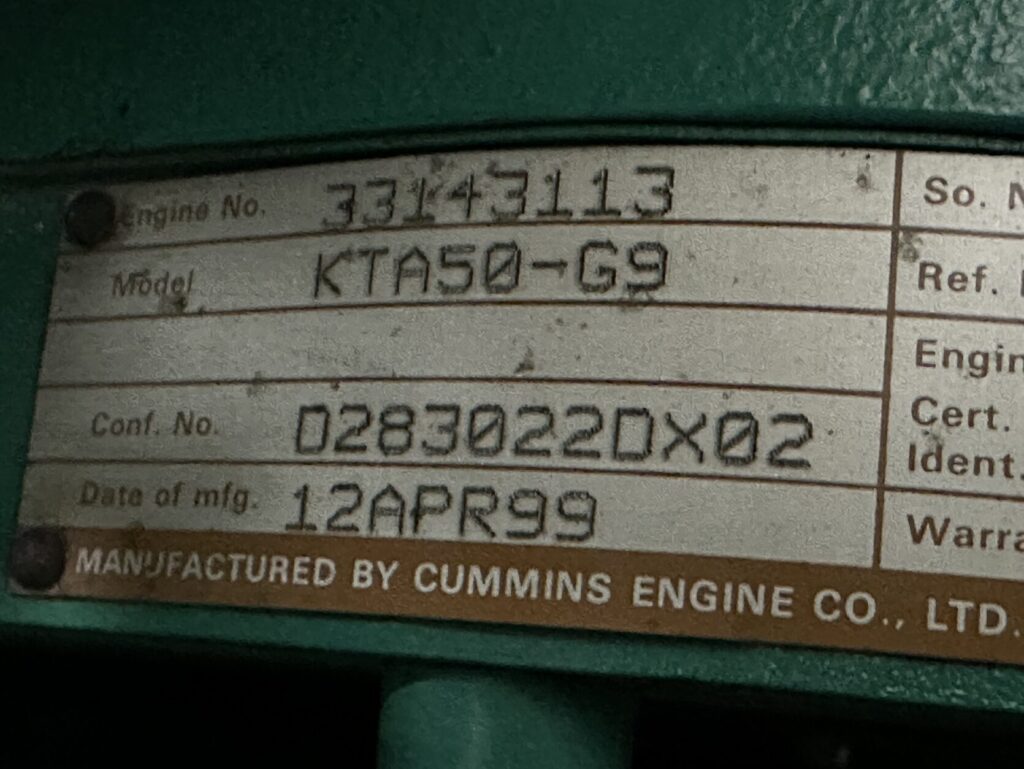 Engine No. 33143113
Model KTA50-G9
Conf. No. D283022DX02
Date of mfg. 12APR99
MANUFACTURED BY CUMMINS ENGINE CO., LTD.
So. N
Ref.
Engin
Cert.
Ident.
Warra